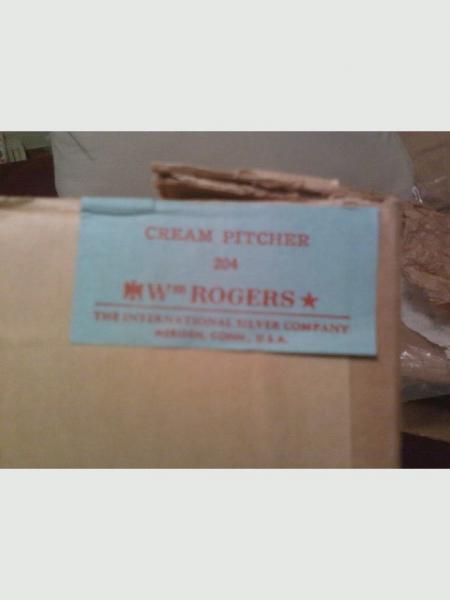 CREAM PITCHER
204
Wm ROGERS ★
THE INTERNATIONAL SILVER COMPANY
MERIDEN, CONN., U.S.A.